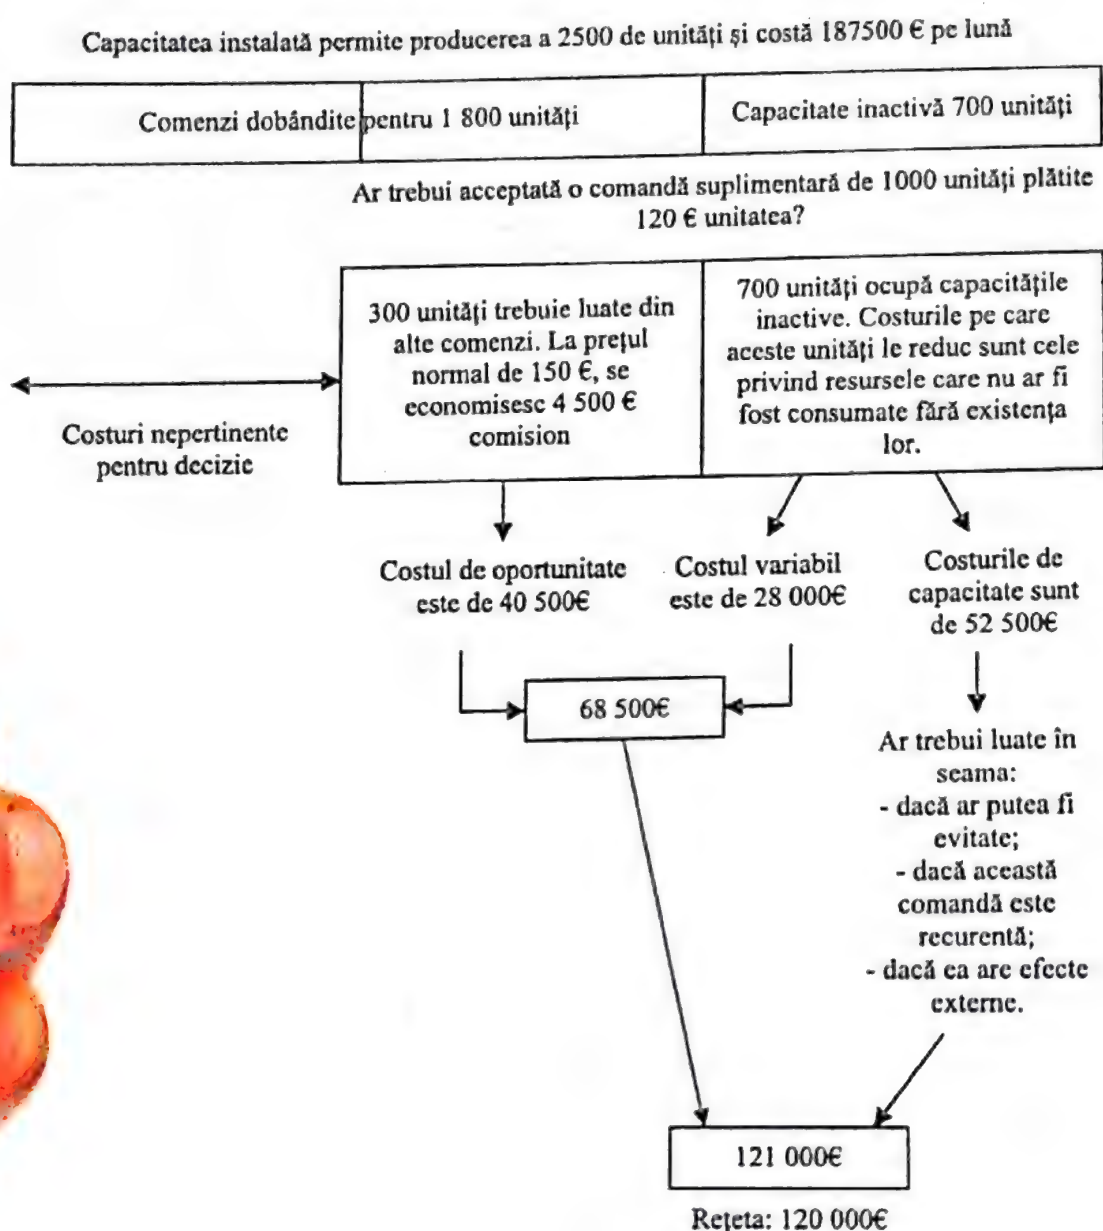 Capacitatea instalată permite producerea a 2500 de unități și costă 187500 € pe lună
Comenzi dobândite pentru 1 800 unități
Capacitate inactivă 700 unități
Ar trebui acceptată o comandă suplimentară de 1000 unități plătite
120 € unitatea?
300 unități trebuie luate din
alte comenzi. La prețul
normal de 150 €, se
economisesc 4 500 €
comision
700 unități ocupă capacitățile
inactive. Costurile pe care
aceste unități le reduc sunt cele
privind resursele care nu ar fi
fost consumate fără existența
lor.
Costuri nepertinente
pentru decizie
Costul de oportunitate
este de 40 500€
Costul variabil
este de 28 000€
Costurile de
capacitate sunt
de 52 500€
68 500€
Ar trebui luate în
seama:
- dacă ar putea fi
evitate;
- dacă această
comandă este
recurentă;
- dacă ea are efecte
externe.
121 000€
Rețeta: 120 000€